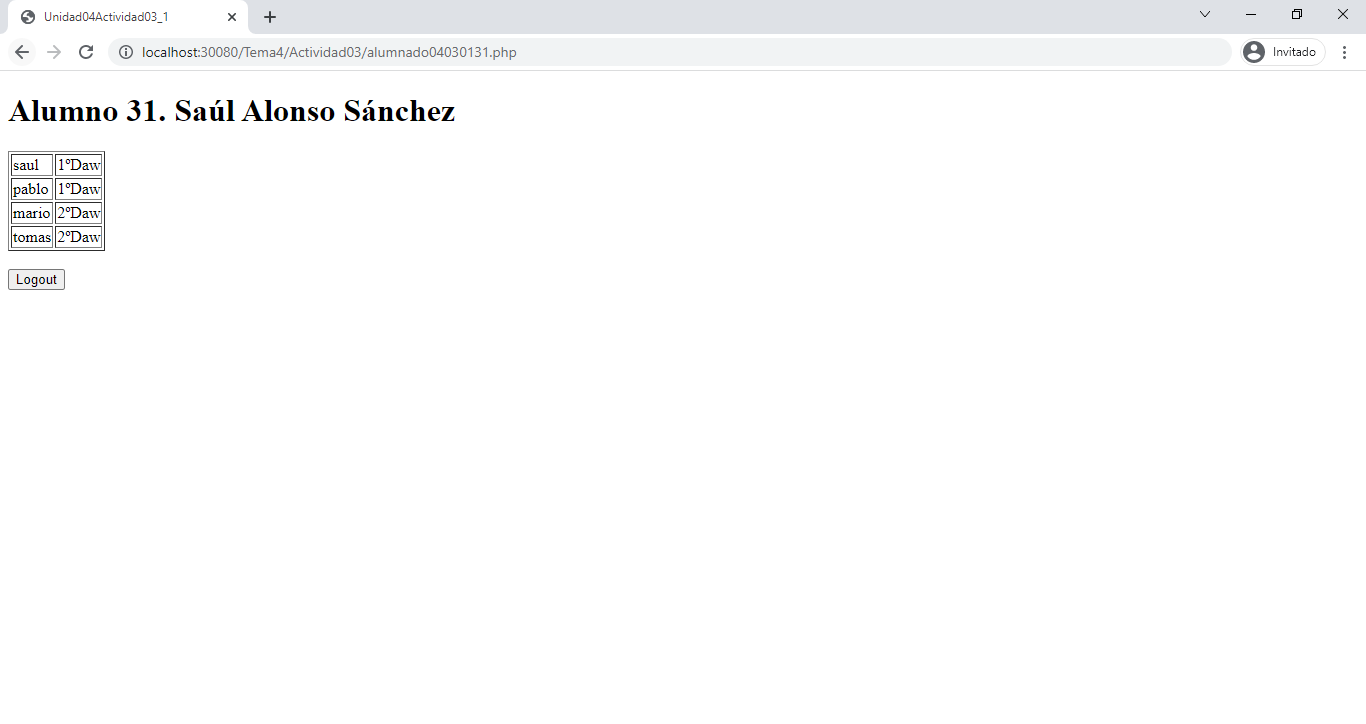 Unidad04Actividad03_1
localhost:30080/Tema4/Actividad03/alumnado04030131.php
Invitado
Alumno 31. Saúl Alonso Sánchez
saul 1ºDaw
pablo 1ºDaw
mario 2ºDaw
tomas 2ºDaw
Logout